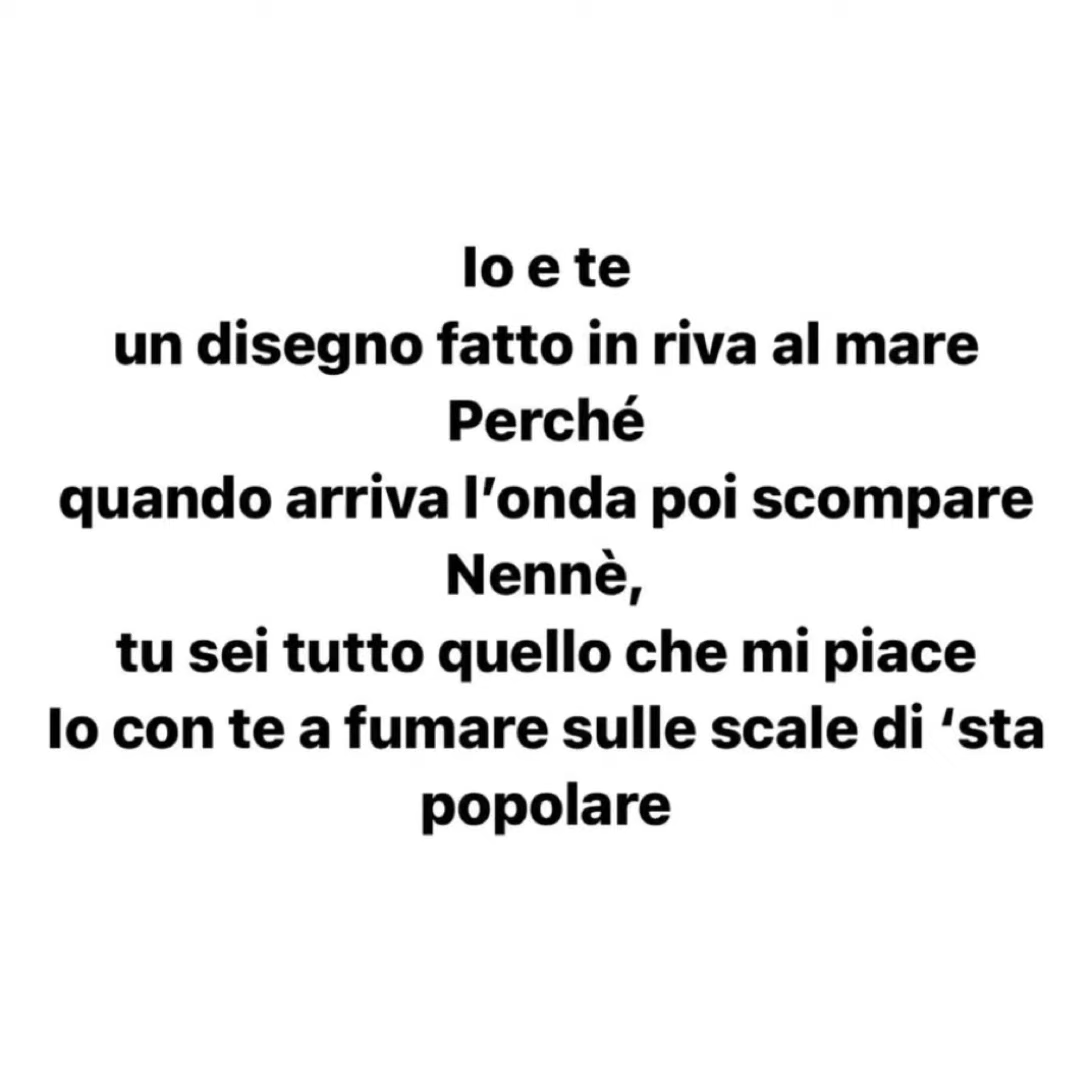 Io e te
un disegno fatto in riva al mare
Perché
quando arriva l’onda poi scompare
Nennè,
tu sei tutto quello che mi piace
Io con te a fumare sulle scale di ‘sta
popolare